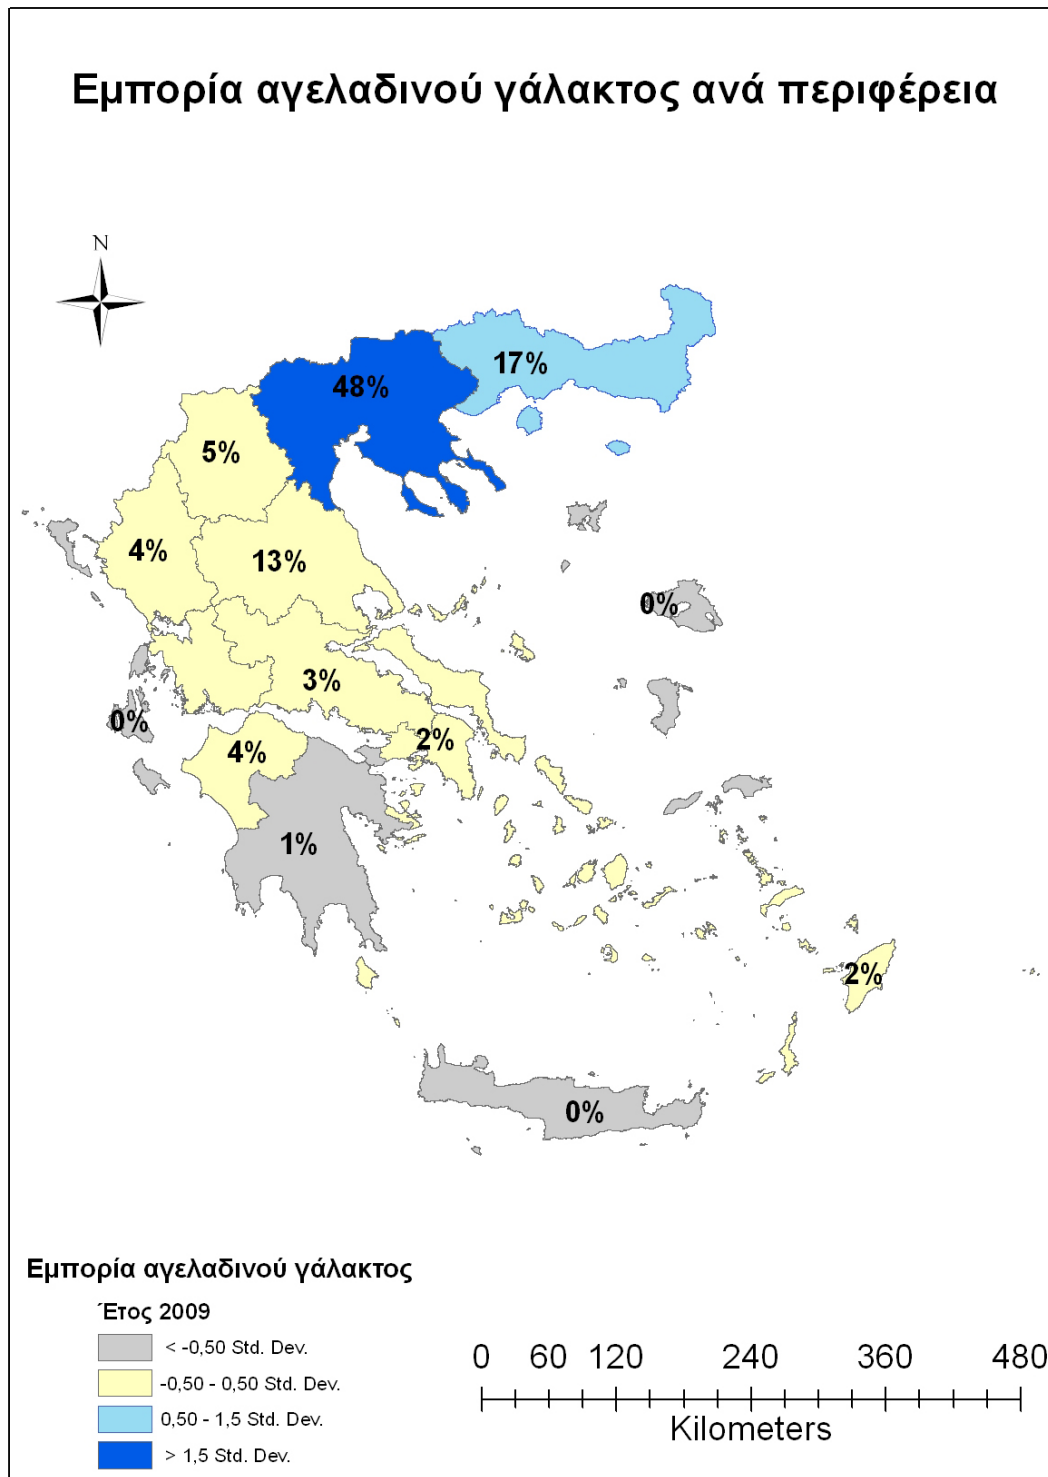 Εμπορία αγελαδινού γάλακτος ανά περιφέρεια
N
17%
48%
5%
4%
13%
0%
3%
0%
2%
4%
1%
2%
0%
Εμπορία αγελαδινού γάλακτος
Έτος 2009
< -0,50 Std. Dev.
-0,50 - 0,50 Std. Dev.
0,50 - 1,5 Std. Dev.
> 1,5 Std. Dev.
0 60 120 240 360 480
Kilometers